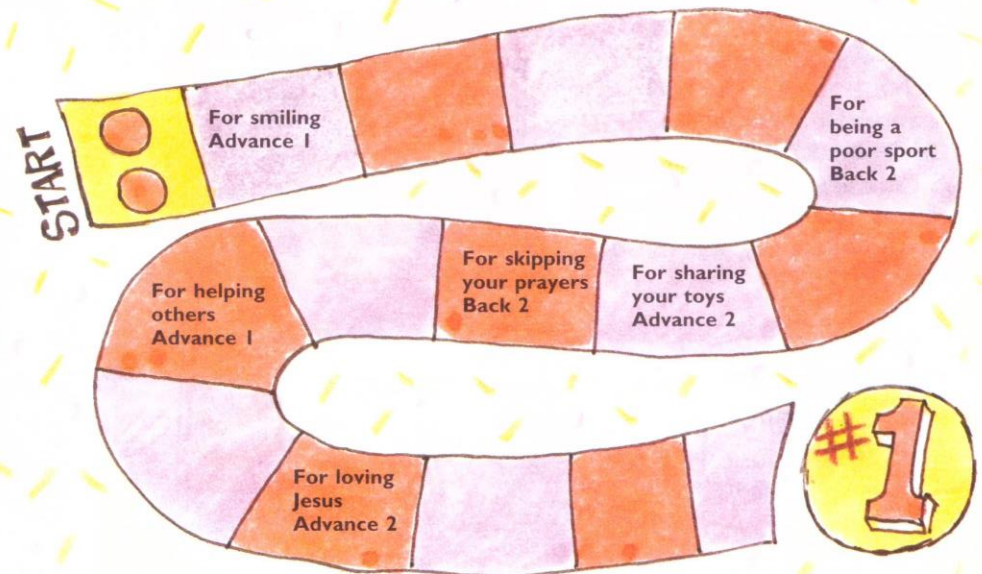 START
For smiling
Advance 1
For
being a
poor sport
Back 2
For sharing
your toys
Advance 2
For skipping
your prayers
Back 2
For helping
others
Advance 1
For loving
Jesus
Advance 2
#1